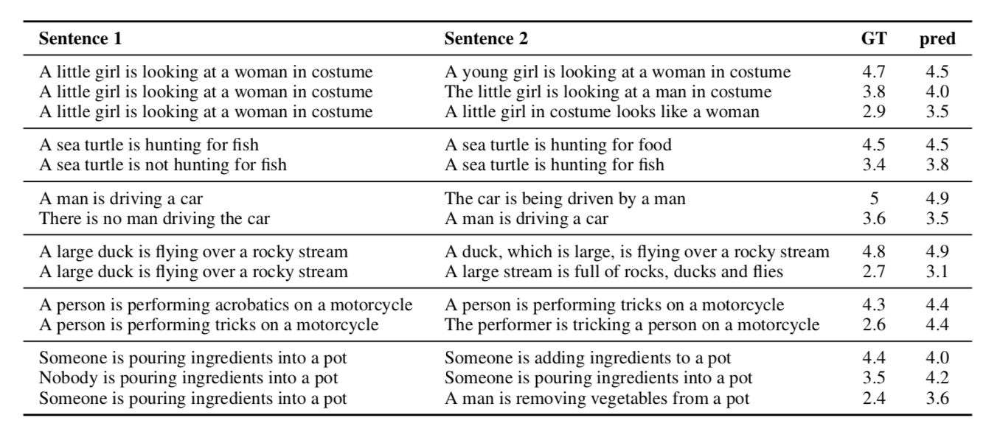 Sentence 1 Sentence 2 GT pred
A little girl is looking at a woman in costume A young girl is looking at a woman in costume 4.7 4.5
A little girl is looking at a woman in costume The little girl is looking at a man in costume 3.8 4.0
A little girl is looking at a woman in costume A little girl in costume looks like a woman 2.9 3.5
A sea turtle is hunting for fish A sea turtle is hunting for food 4.5 4.5
A sea turtle is not hunting for fish A sea turtle is hunting for fish 3.4 3.8
A man is driving a car The car is being driven by a man 5 4.9
There is no man driving the car A man is driving a car 3.6 3.5
A large duck is flying over a rocky stream A duck, which is large, is flying over a rocky stream 4.8 4.9
A large duck is flying over a rocky stream A large stream is full of rocks, ducks and flies 2.7 3.1
A person is performing acrobatics on a motorcycle A person is performing tricks on a motorcycle 4.3 4.4
A person is performing tricks on a motorcycle The performer is tricking a person on a motorcycle 2.6 4.4
Someone is pouring ingredients into a pot Someone is adding ingredients to a pot 4.4 4.0
Nobody is pouring ingredients into a pot Someone is pouring ingredients into a pot 3.5 4.2
Someone is pouring ingredients into a pot A man is removing vegetables from a pot 2.4 3.6